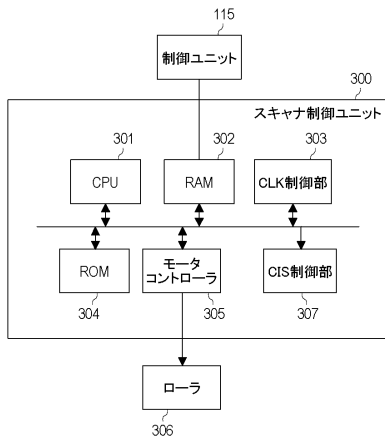 115
制御ユニット
300
スキャナ制御ユニット
301
302
303
CPU
RAM
CLK制御部
ROM
モータ
コントローラ
CIS制御部
304
305
307
ローラ
306